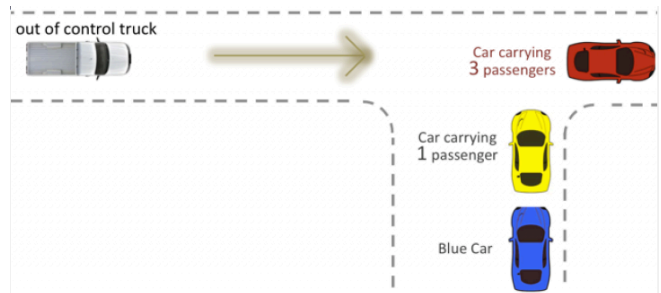 out of control truck
Car carrying
3 passengers
Car carrying
1 passenger
Blue Car